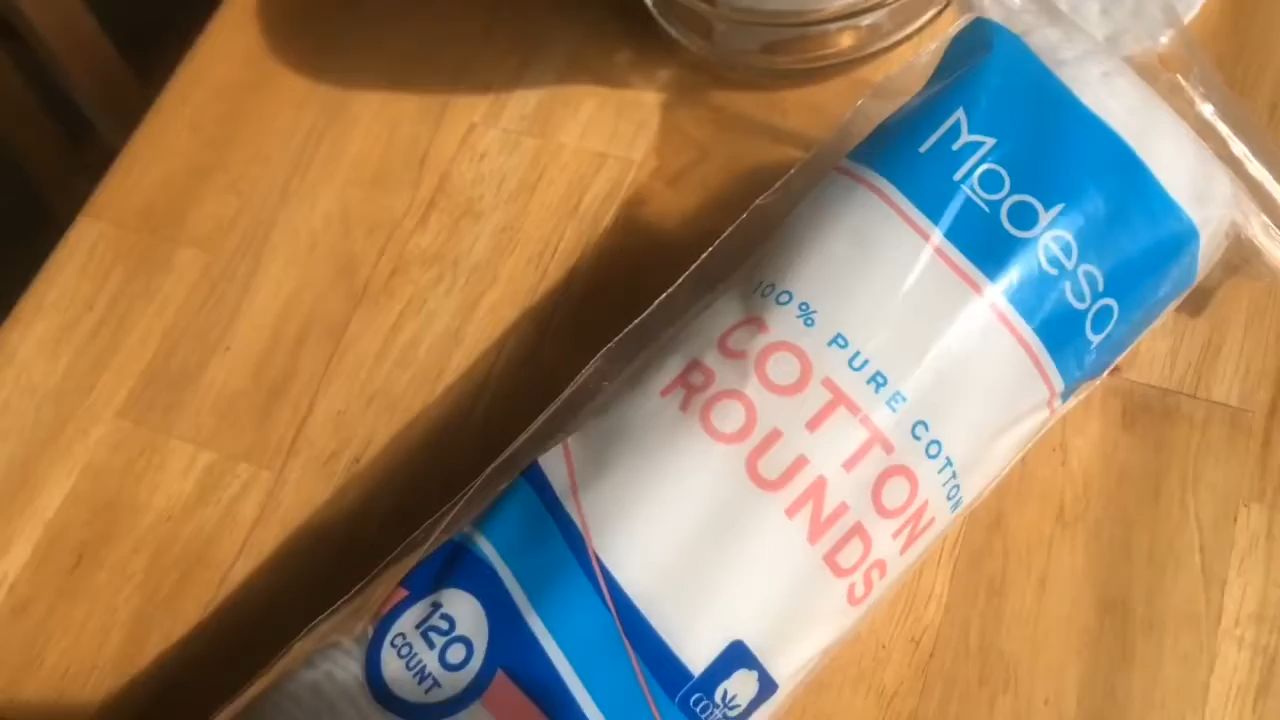 Modesa
100% PURE COTTON
COTTON
ROUNDS
120
COUNT